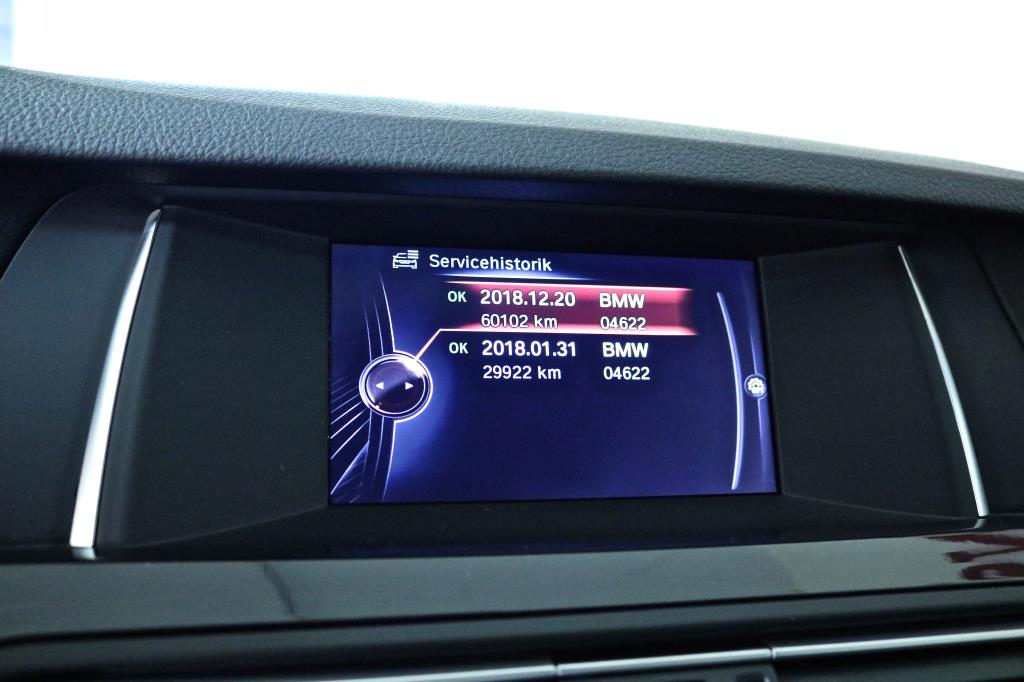 Servicehistorik
OK 2018.12.20 BMW
60102 km 04622
OK 2018.01.31 BMW
29922 km 04622